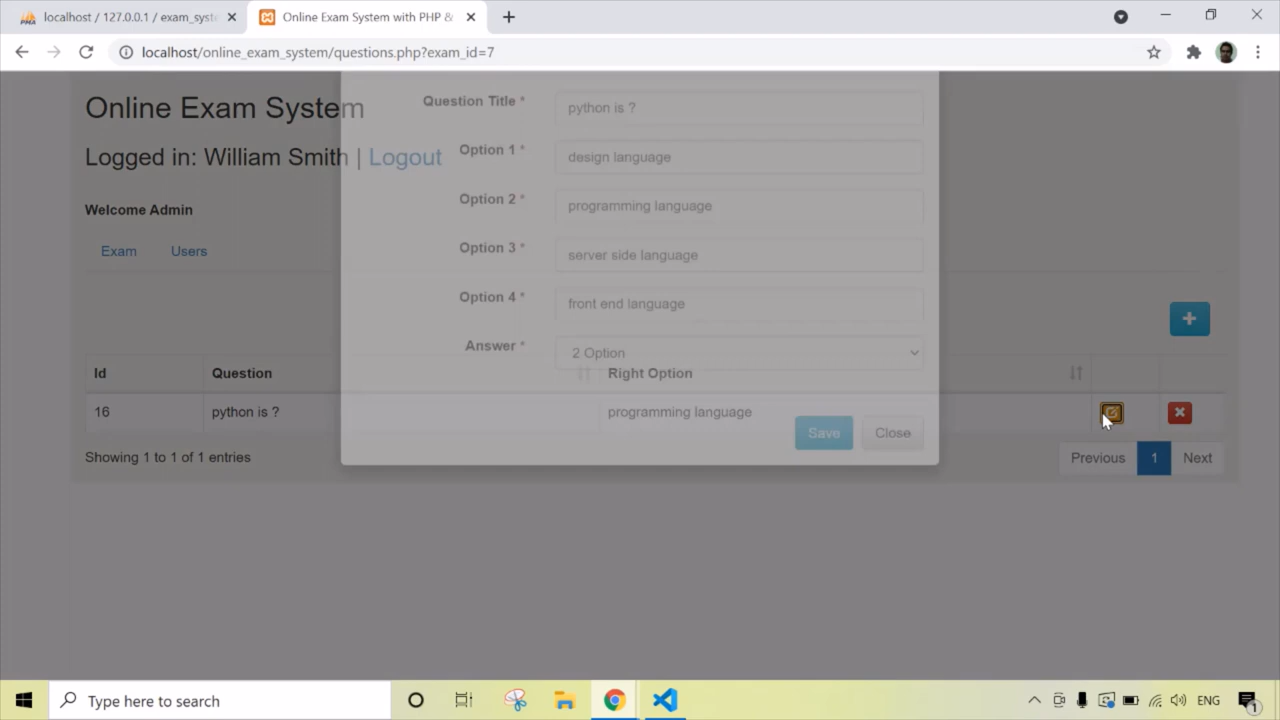 localhost / 127.0.0.1 / exam_syste
Online Exam System with PHP &
localhost/online_exam_system/questions.php?exam_id=7
Online Exam System
Logged in: William Smith | Logout
Welcome Admin
Exam Users
Question Title * python is ?
Option 1 * design language
Option 2 * programming language
Option 3 * server side language
Option 4 * front end language
Answer * 2 Option
Save Close
Id Question Right Option
16 python is ? programming language
Showing 1 to 1 of 1 entries
Previous 1 Next
Type here to search
ENG
1